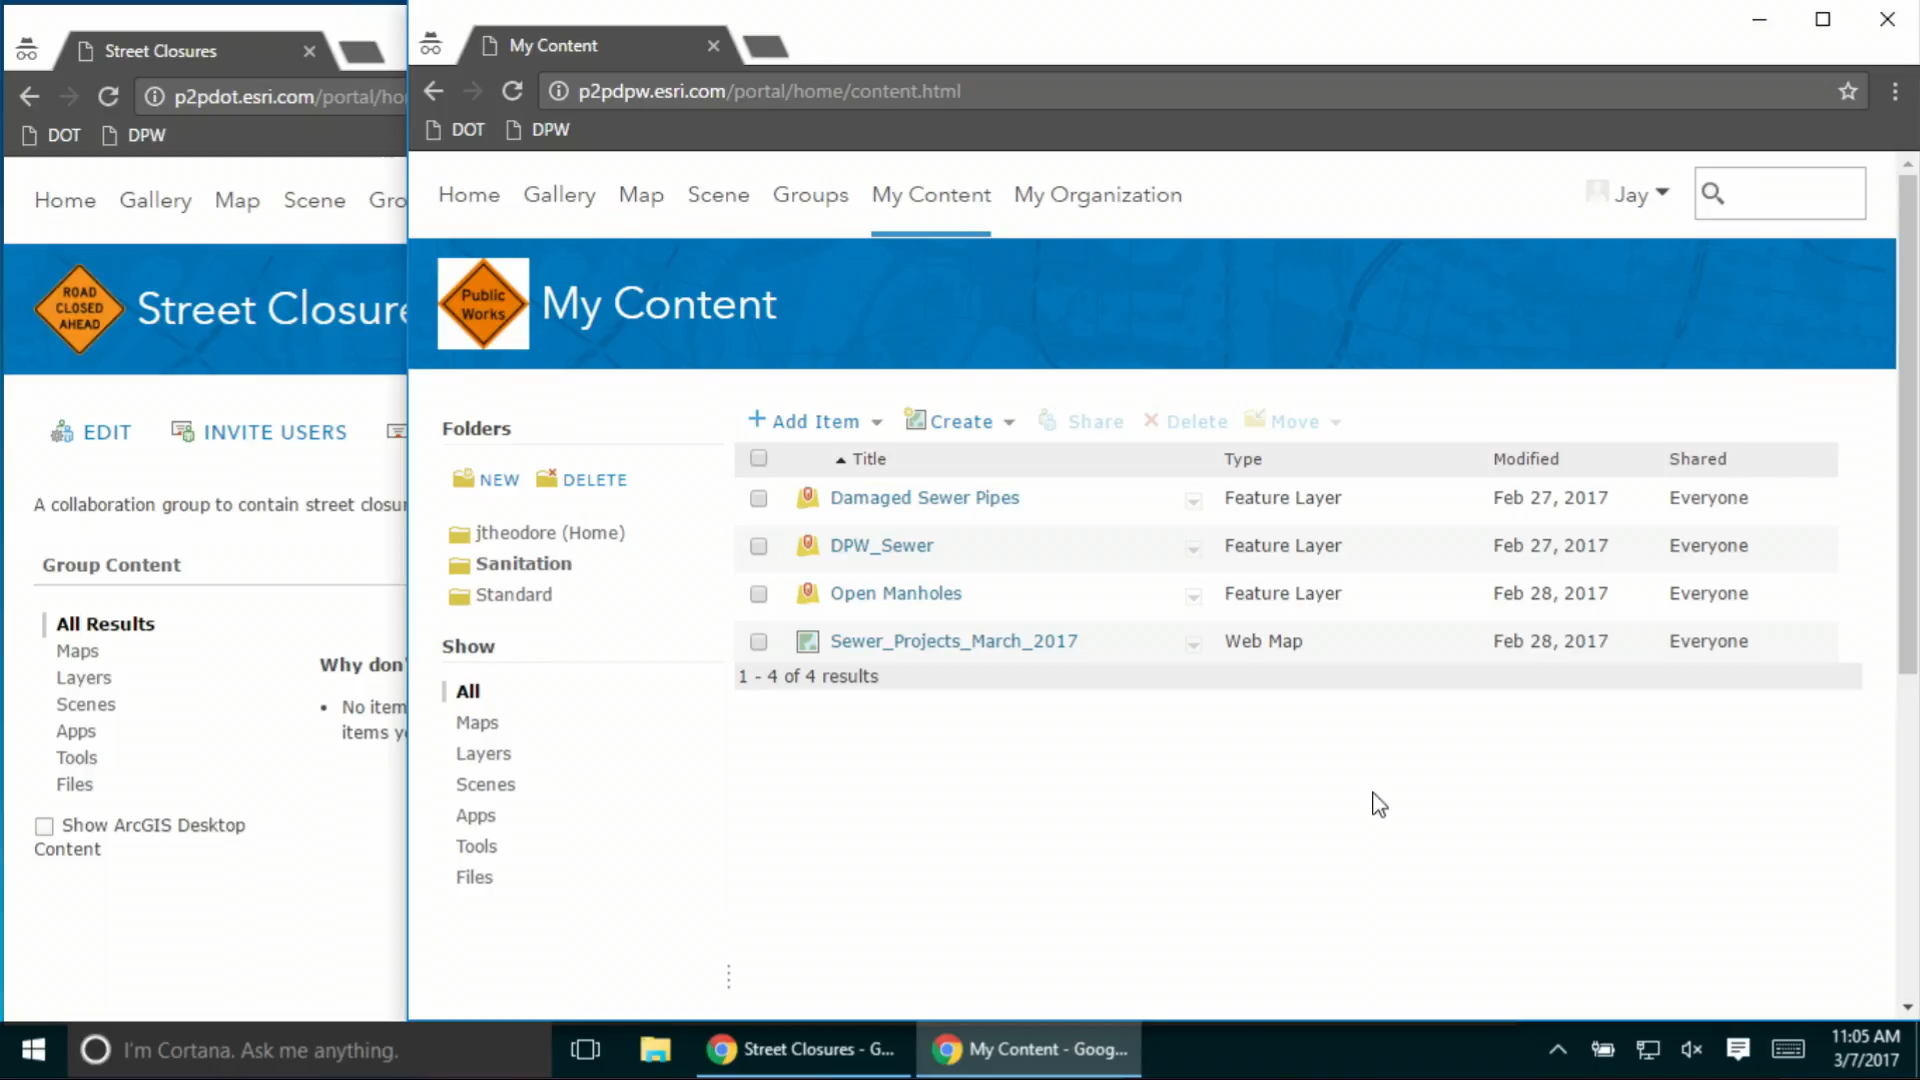 Street Closures
p2pdot.esri.com/portal/ho
DOT DPW
Home Gallery Map Scene Gro
ROAD
CLOSED
AHEAD
Street Closure
EDIT INVITE USERS
A collaboration group to contain street closu
Group Content
All Results
Maps
Layers
Scenes
Apps
Tools
Files
Show ArcGIS Desktop
Content
Why don'
No item
items y
My Content
p2pdpw.esri.com/portal/home/content.html
DOT DPW
Home Gallery Map Scene Groups My Content My Organization Jay
Public
Works
My Content
Folders
NEW DELETE
jtheodore (Home)
Sanitation
Standard
Show
All
Maps
Layers
Scenes
Apps
Tools
Files
Add Item Create Share Delete Move
Title Type Modified Shared
Damaged Sewer Pipes Feature Layer Feb 27, 2017 Everyone
DPW_Sewer Feature Layer Feb 27, 2017 Everyone
Open Manholes Feature Layer Feb 28, 2017 Everyone
Sewer_Projects_March_2017 Web Map Feb 28, 2017 Everyone
1 - 4 of 4 results
I'm Cortana. Ask me anything. Street Closures - G... My Content - Goog... 11:05 AM
3/7/2017